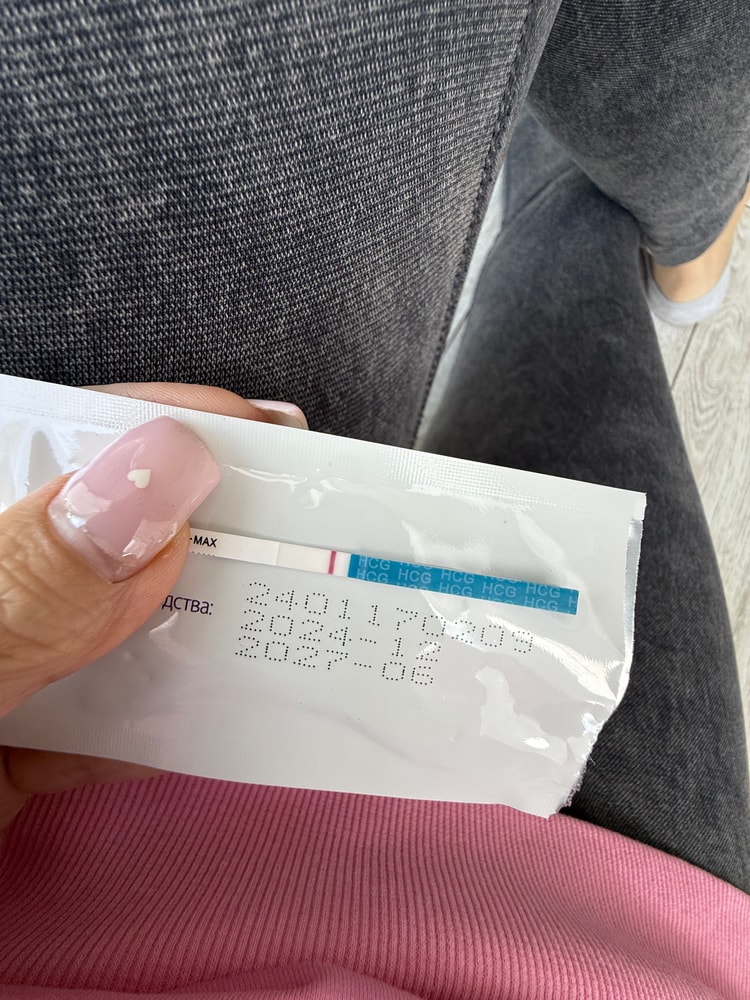 -MAX
HCG HCG HCG HCG HCG
HCG HCG HCG HCG HCG
дства:
2401170209
2024-12
2027-06